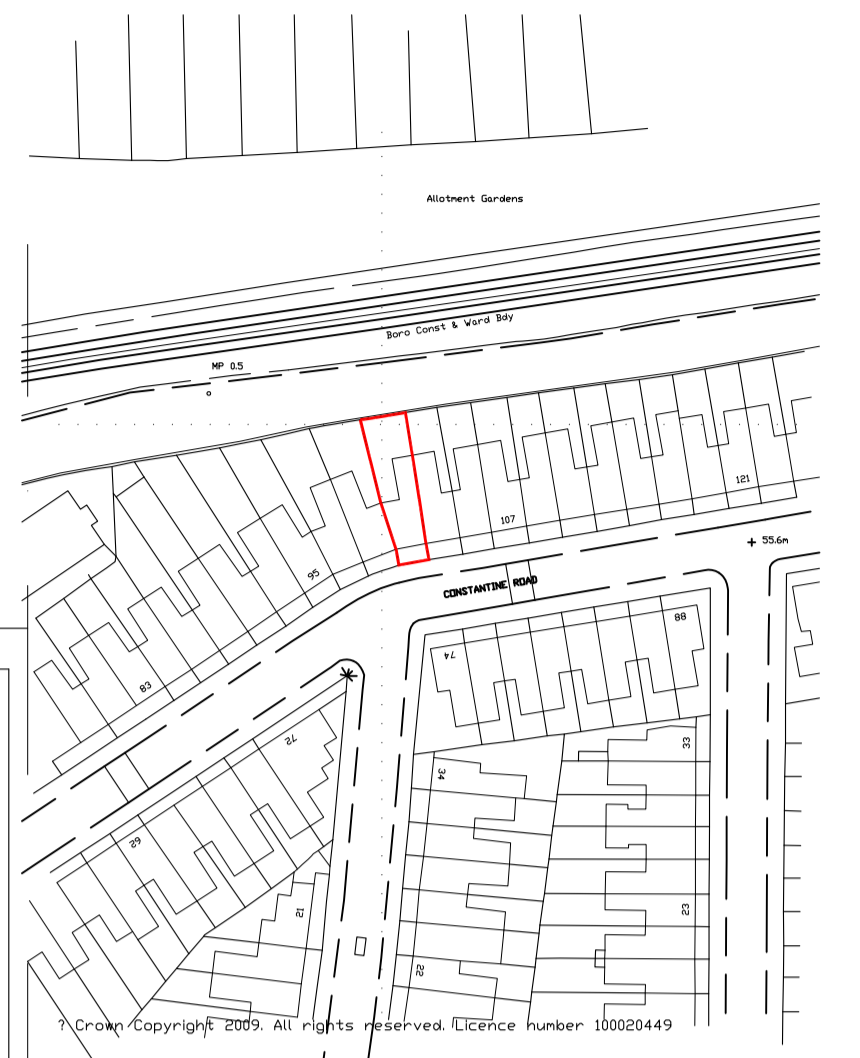 Allotment Gardens
Boro Const & Ward Bdy
MP 0.5
121
107
55.6m
95
CONSTANTINE ROAD
88
74
83
72
33
34
62
21
23
22
? Crown Copyright 2009. All rights reserved. Licence number 100020449